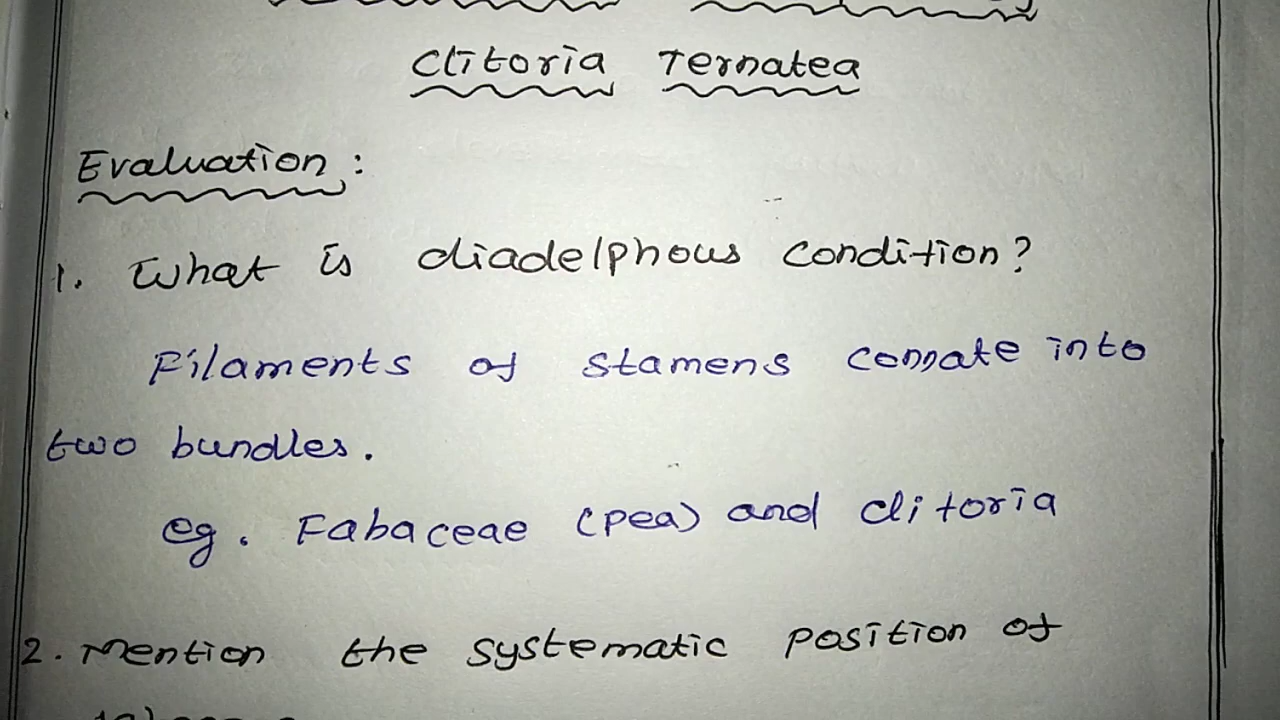 Clitoria Ternatea
Evaluation :
1. What is diadelphous condition?
Filaments of stamens connate into
two bundles.
eg. Fabaceae (pea) and clitoria
2. Mention the systematic position of